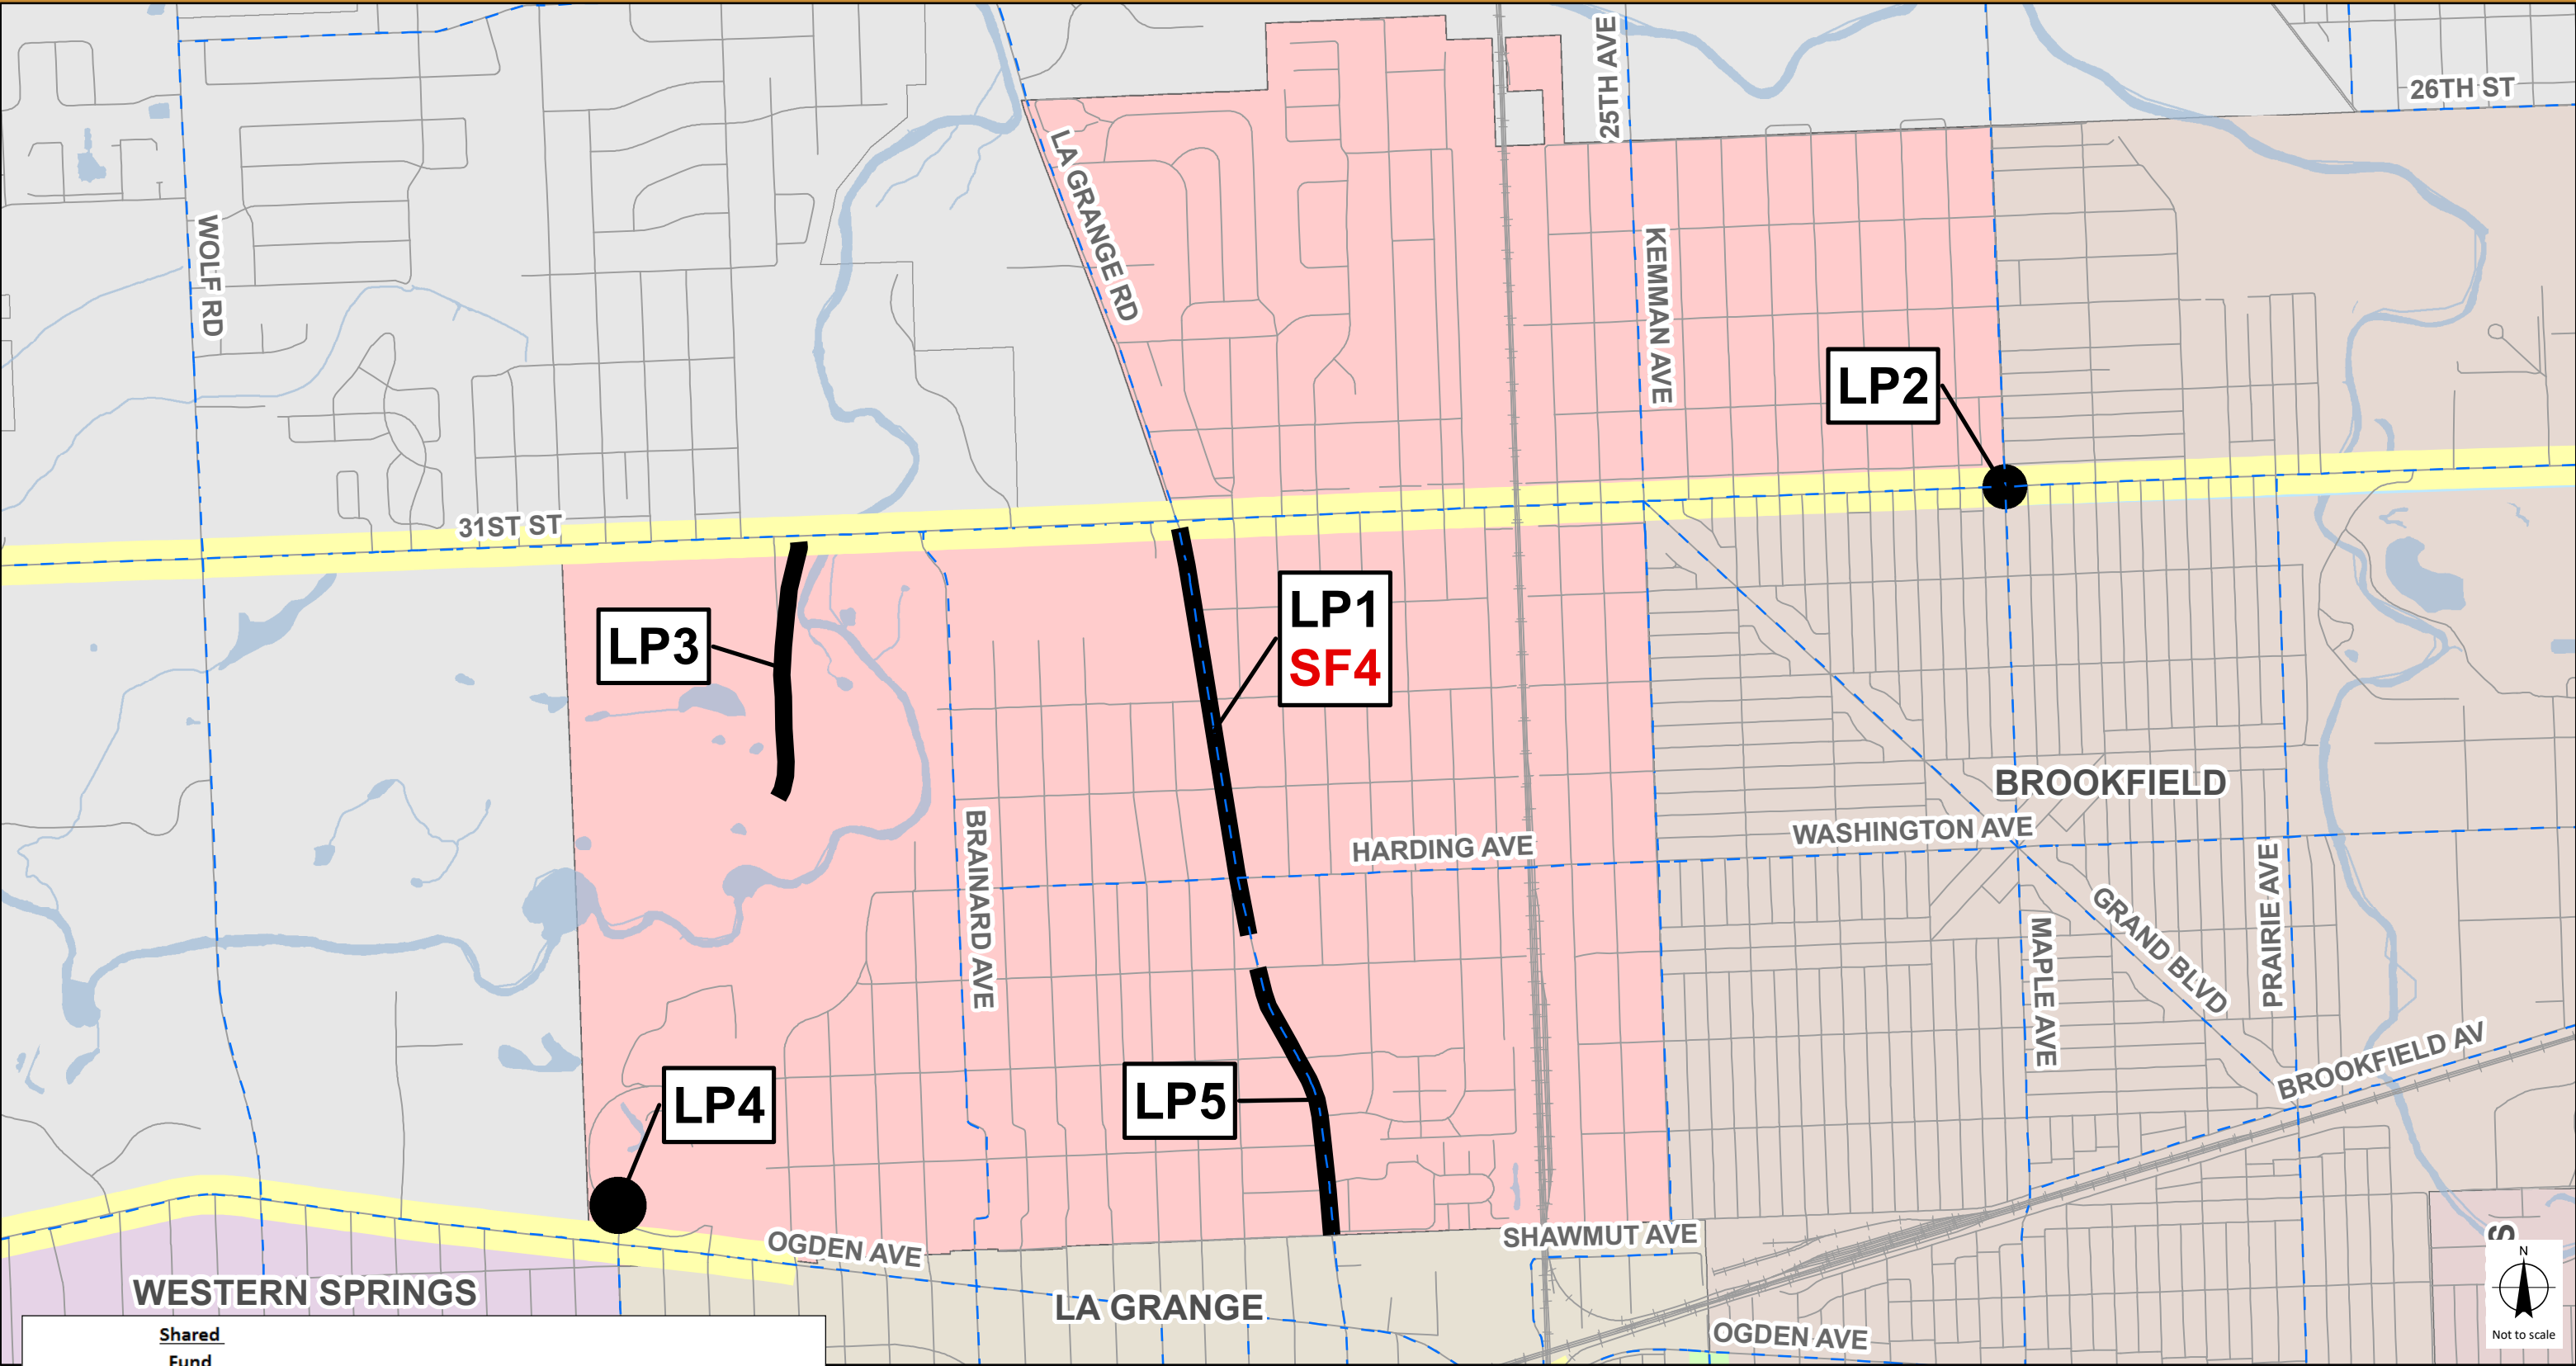 26TH ST
25TH AVE
LA GRANGE RD
WOLF RD
KEMMAN AVE
LP2
31ST ST
LP3
LP1
SF4
BROOKFIELD
WASHINGTON AVE
HARDING AVE
BRAINARD AVE
PRAIRIE AVE
GRAND BLVD
MAPLE AVE
BROOKFIELD AV
LP4
LP5
OGDEN AVE
SHAWMUT AVE
WESTERN SPRINGS
LA GRANGE
OGDEN AVE
S
N
Not to scale
Shared
Fund